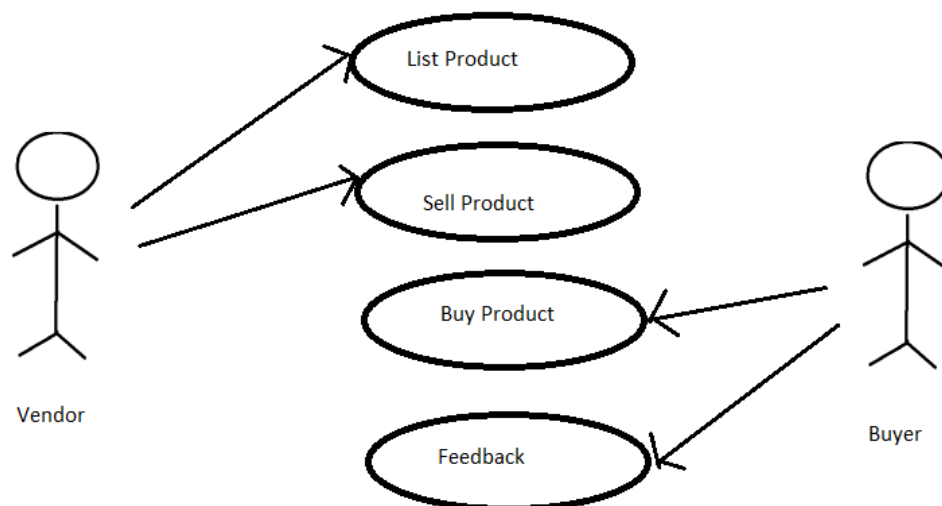 List Product
Sell Product
Buy Product
Vendor
Buyer
Feedback